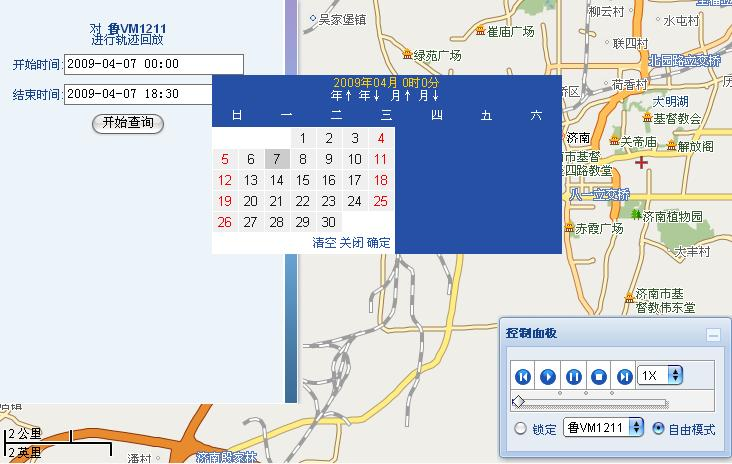 对 鲁VM1211
进行轨迹回放
开始时间:2009-04-07 00:00
结束时间:2009-04-07 18:30
开始查询
2009年04月 0时0分
年↑ 年↓ 月↑ 月↓
日 一 二 三 四 五 六
1 2 3 4
5 6 7 8 9 10 11
12 13 14 15 16 17 18
19 20 21 22 23 24 25
26 27 28 29 30
清空 关闭 确定
吴家堡镇
绿苑广场
崔庙广场
柳云村
水屯村
联四村
北园路立交桥
荷香村
大明湖
基督教会
桥区
济南
关帝庙
解放阁
市基督
四路教堂
八一立交桥
济南植物园
赤霞广场
大丰村
济南市基
督教伟东堂
控制面板
1X
锁定 鲁VM1211 自由模式
店镇
2 公里
2 英里
潘村
济南段家林